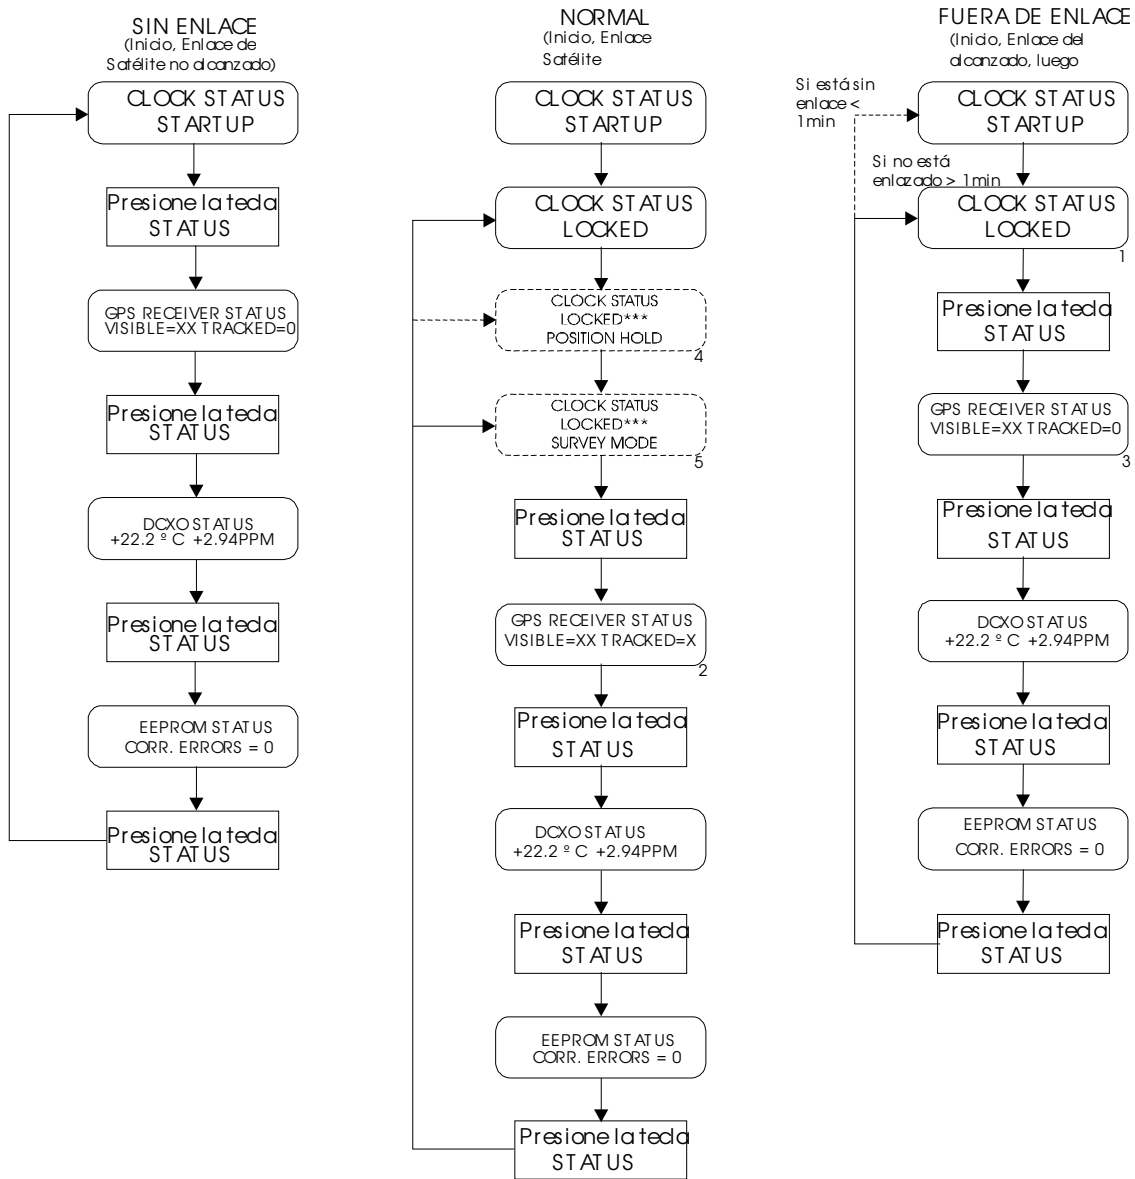 SIN ENLACE
(Inicio, Enlace de
Satélite no alcanzado)
CLOCK STATUS
STARTUP
Presione la tecla
STATUS
GPS RECEIVER STATUS
VISIBLE=XX TRACKED=0
Presione la tecla
STATUS
DCXO STATUS
+22.2 º C +2.94PPM
Presione la tecla
STATUS
EEPROM STATUS
CORR. ERRORS = 0
Presione la tecla
STATUS
NORMAL
(Inicio, Enlace
Satélite
CLOCK STATUS
STARTUP
CLOCK STATUS
LOCKED
CLOCK STATUS
LOCKED***
POSITION HOLD
4
CLOCK STATUS
LOCKED***
SURVEY MODE
5
Presione la tecla
STATUS
GPS RECEIVER STATUS
VISIBLE=XX TRACKED=X
2
Presione la tecla
STATUS
DCXO STATUS
+22.2 º C +2.94PPM
Presione la tecla
STATUS
EEPROM STATUS
CORR. ERRORS = 0
Presione la tecla
STATUS
FUERA DE ENLACE
(Inicio, Enlace del
alcanzado, luego
Si está sin
enlace <
1min
CLOCK STATUS
STARTUP
Si no está
enlazado > 1min
CLOCK STATUS
LOCKED
1
Presione la tecla
STATUS
GPS RECEIVER STATUS
VISIBLE=XX TRACKED=0
3
Presione la tecla
STATUS
DCXO STATUS
+22.2 º C +2.94PPM
Presione la tecla
STATUS
EEPROM STATUS
CORR. ERRORS = 0
Presione la tecla
STATUS